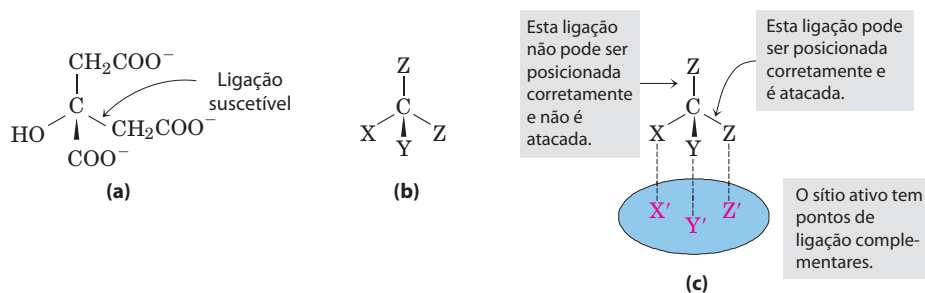 CH₂COO⁻
C
HO
CH₂COO⁻
COO⁻
Ligação
suscetível
(a)
Z
C
X
Y
Z
(b)
Esta ligação
não pode ser
posicionada
corretamente
e não é
atacada.
Esta ligação pode
ser posicionada
corretamente e
é atacada.
Z
C
X
Y
Z
X′
Y′
Z′
O sítio ativo tem
pontos de
ligação comple-
mentares.
(c)